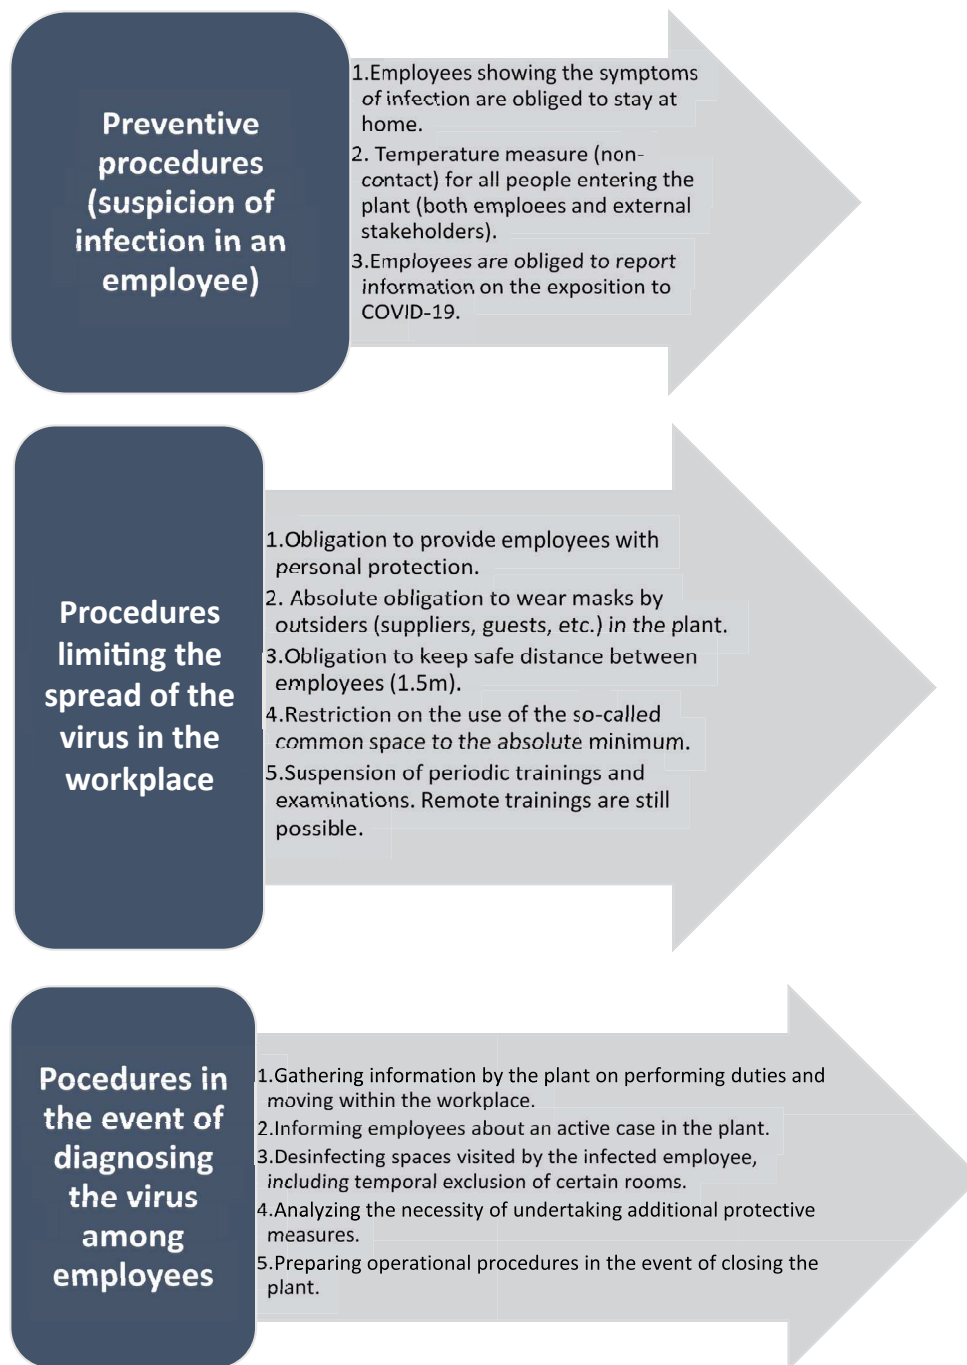 Preventive
procedures
(suspicion of
infection in an
employee)
1.Employees showing the symptoms
of infection are obliged to stay at
home.
2. Temperature measure (non-
contact) for all people entering the
plant (both emploees and external
stakeholders).
3.Employees are obliged to report
information on the exposition to
COVID-19.
Procedures
limiting the
spread of the
virus in the
workplace
1.Obligation to provide employees with
personal protection.
2. Absolute obligation to wear masks by
outsiders (suppliers, guests, etc.) in the plant.
3.Obligation to keep safe distance between
employees (1.5m).
4.Restriction on the use of the so-called
common space to the absolute minimum.
5.Suspension of periodic trainings and
examinations. Remote trainings are still
possible.
Pocedures in
the event of
diagnosing
the virus
among
employees
1.Gathering information by the plant on performing duties and
moving within the workplace.
2.Informing employees about an active case in the plant.
3.Desinfecting spaces visited by the infected employee,
including temporal exclusion of certain rooms.
4.Analyzing the necessity of undertaking additional protective
measures.
5.Preparing operational procedures in the event of closing the
plant.